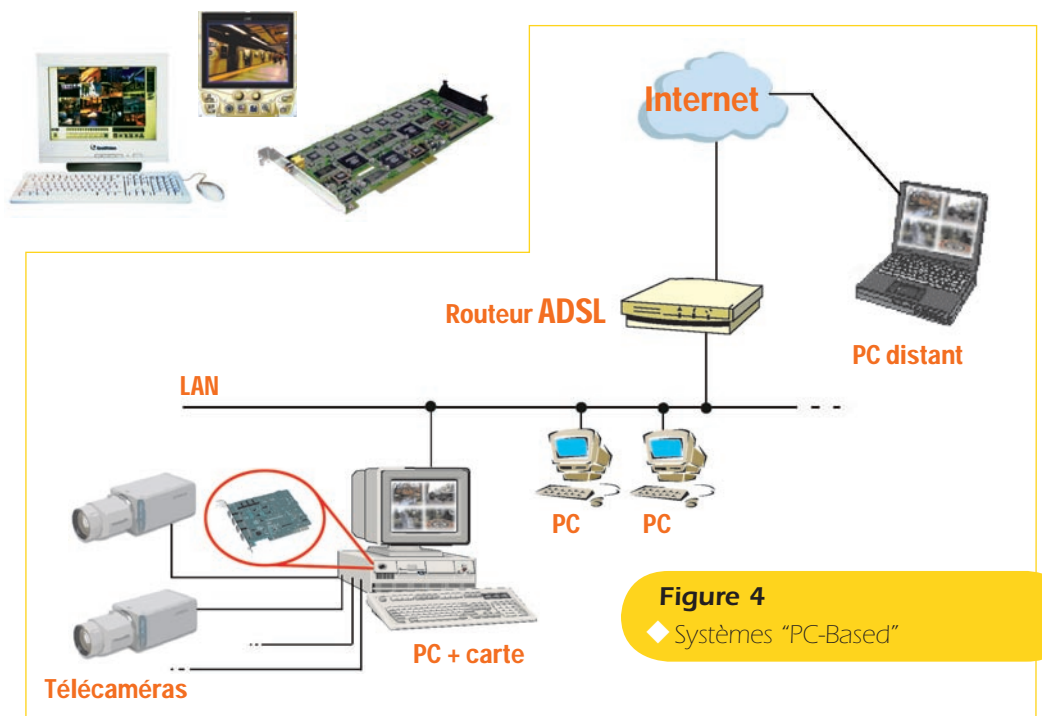 Internet
Routeur ADSL
PC distant
LAN
PC
PC
PC + carte
Télécaméras
Figure 4
Systèmes “PC-Based”